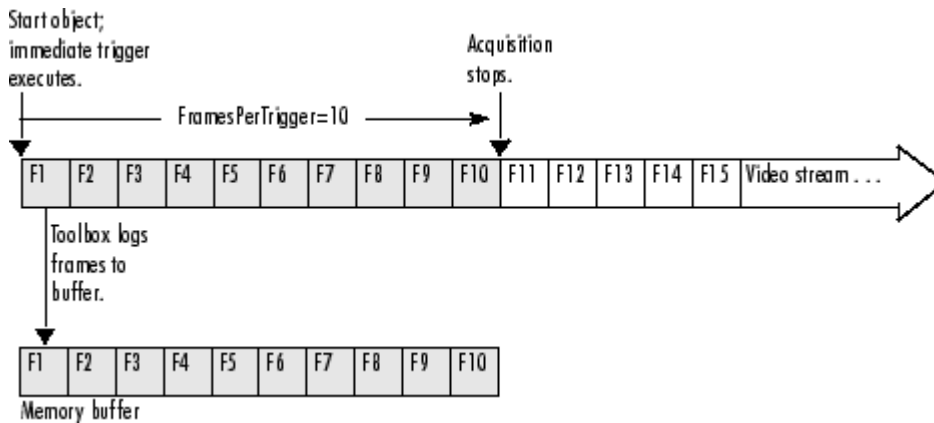 Start object;
immediate trigger
executes.
Acquisition
stops.
FramesPerTrigger=10
F1 F2 F3 F4 F5 F6 F7 F8 F9 F10 F11 F12 F13 F14 F15 Video stream . . .
Toolbox logs
frames to
buffer.
F1 F2 F3 F4 F5 F6 F7 F8 F9 F10
Memory buffer